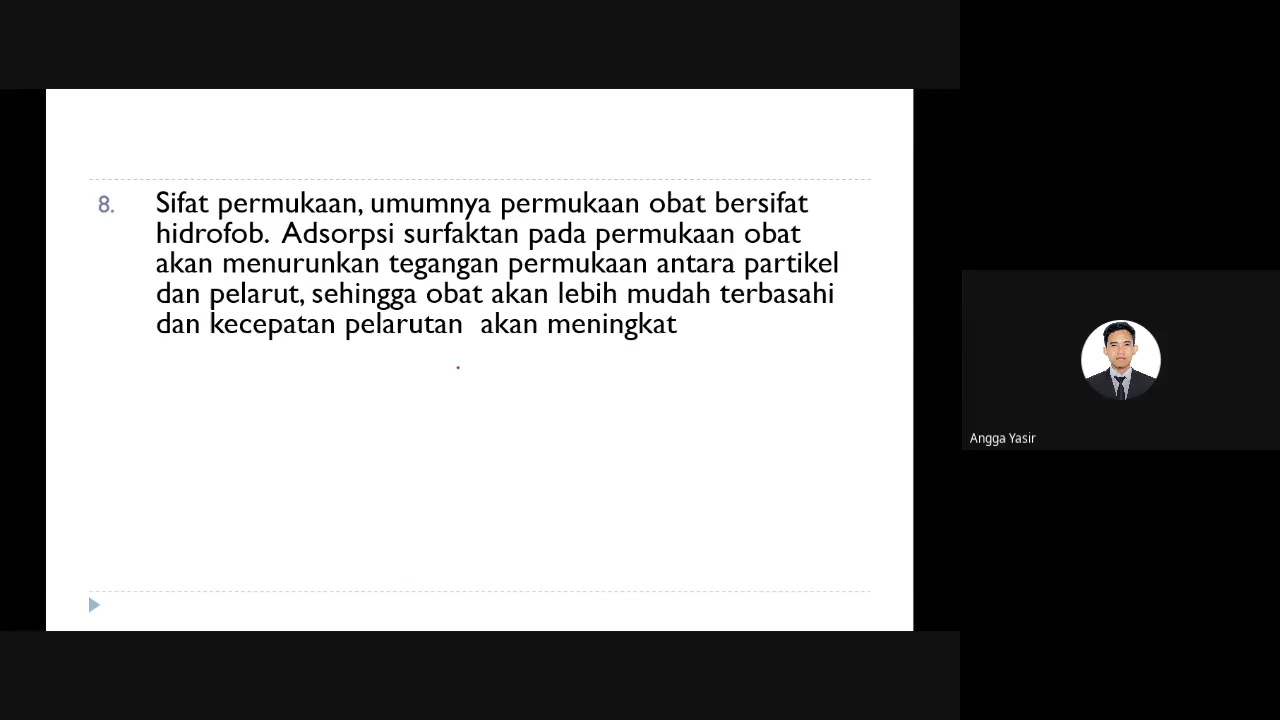 8. Sifat permukaan, umumnya permukaan obat bersifat
hidrofob. Adsorpsi surfaktan pada permukaan obat
akan menurunkan tegangan permukaan antara partikel
dan pelarut, sehingga obat akan lebih mudah terbasahi
dan kecepatan pelarutan akan meningkat
Angga Yasir